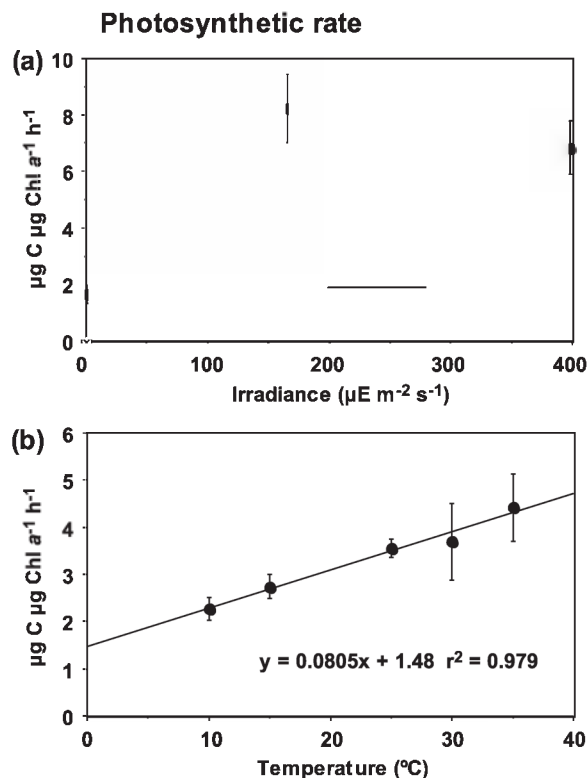 Photosynthetic rate
(a)
µg C µg Chl a⁻¹ h⁻¹
10
8
6
4
2
0
0 100 200 300 400
Irradiance (µE m⁻² s⁻¹)
(b)
µg C µg Chl a⁻¹ h⁻¹
6
5
4
3
2
1
0
y = 0.0805x + 1.48 r² = 0.979
0 10 20 30 40
Temperature (ºC)